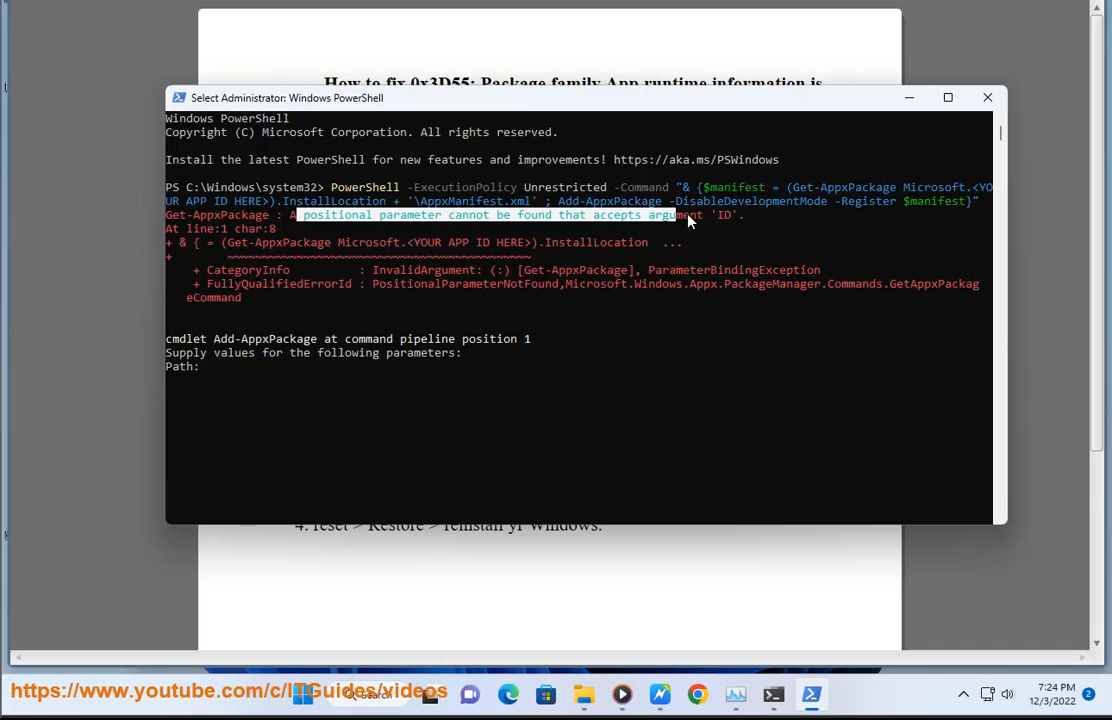 How to fix 0x3D55: Package family App runtime information is
Select Administrator: Windows PowerShell
Windows PowerShell
Copyright (C) Microsoft Corporation. All rights reserved.
Install the latest PowerShell for new features and improvements! https://aka.ms/PSWindows
PS C:\Windows\system32> PowerShell -ExecutionPolicy Unrestricted -Command "& {$manifest = (Get-AppxPackage Microsoft.<YO
UR APP ID HERE>).InstallLocation + '\AppxManifest.xml' ; Add-AppxPackage -DisableDevelopmentMode -Register $manifest}"
Get-AppxPackage : A positional parameter cannot be found that accepts argument 'ID'.
At line:1 char:8
+ & { = (Get-AppxPackage Microsoft.<YOUR APP ID HERE>).InstallLocation ...
+ ~~~~~~~~~~~~~~~~~~~~~~~~~~~~~~~~~~~~~~~~~~~~
+ CategoryInfo : InvalidArgument: (:) [Get-AppxPackage], ParameterBindingException
+ FullyQualifiedErrorId : PositionalParameterNotFound,Microsoft.Windows.Appx.PackageManager.Commands.GetAppxPackag
eCommand
cmdlet Add-AppxPackage at command pipeline position 1
Supply values for the following parameters:
Path:
4. reset > Restore > reinstall yr Windows.
https://www.youtube.com/c/ITGuides/videos
Search
7:24 PM
12/3/2022
2